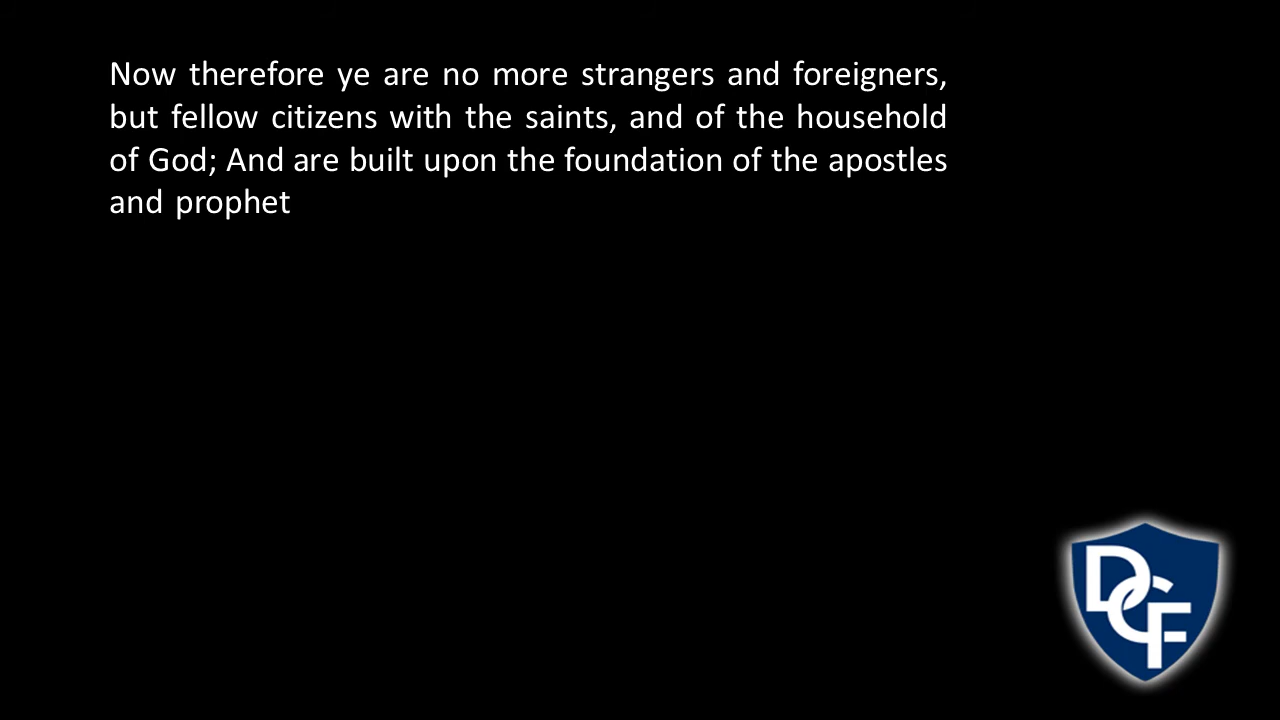 Now therefore ye are no more strangers and foreigners,
but fellow citizens with the saints, and of the household
of God; And are built upon the foundation of the apostles
and prophet
DCF